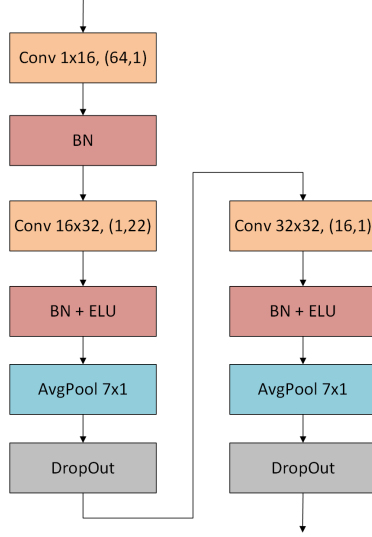 Conv 1x16, (64,1)
BN
Conv 16x32, (1,22)
BN + ELU
AvgPool 7x1
DropOut
Conv 32x32, (16,1)
BN + ELU
AvgPool 7x1
DropOut